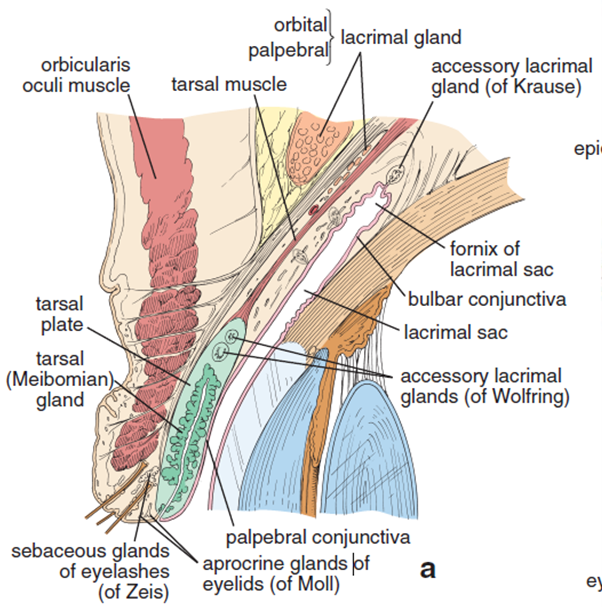 orbital
palpebral
lacrimal gland
orbicularis
oculi muscle
tarsal muscle
accessory lacrimal
gland (of Krause)
epi
fornix of
lacrimal sac
bulbar conjunctiva
lacrimal sac
tarsal
plate
tarsal
(Meibomian)
gland
accessory lacrimal
glands (of Wolfring)
palpebral conjunctiva
sebaceous glands
of eyelashes
(of Zeis)
aprocrine glands of
eyelids (of Moll)
a
ey